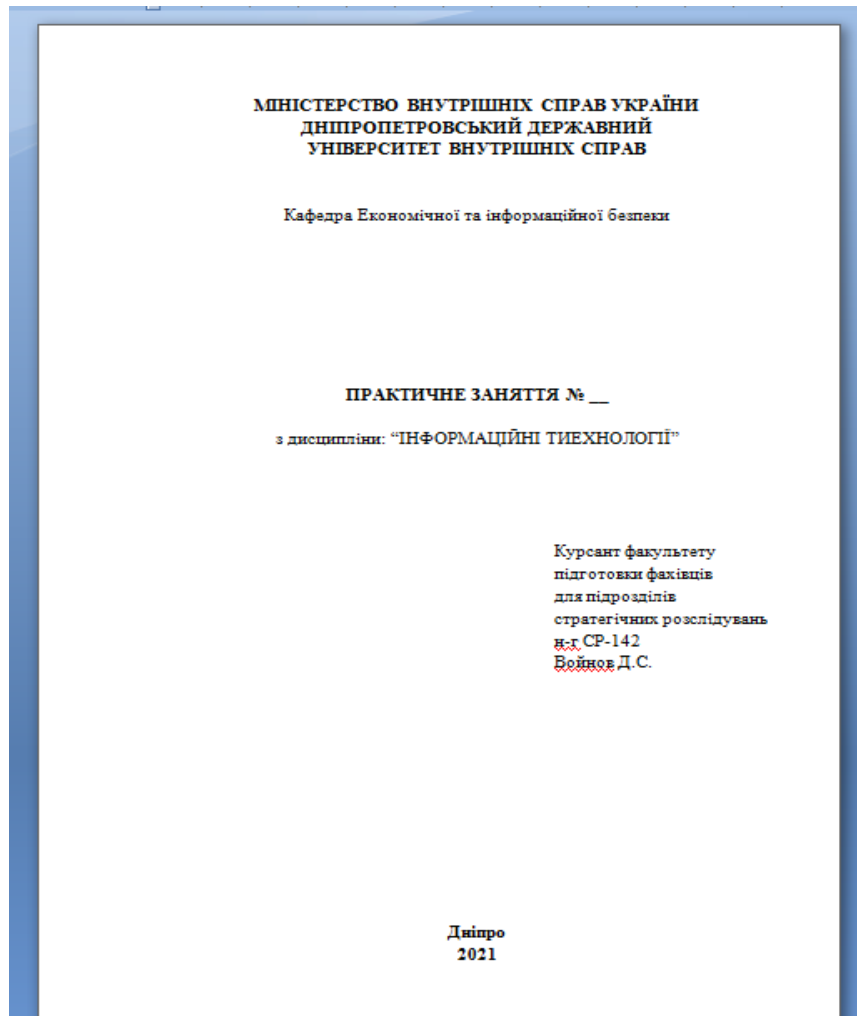 МІНІСТЕРСТВО ВНУТРІШНІХ СПРАВ УКРАЇНИ
ДНІПРОПЕТРОВСЬКИЙ ДЕРЖАВНИЙ
УНІВЕРСИТЕТ ВНУТРІШНІХ СПРАВ
Кафедра Економічної та інформаційної безпеки
ПРАКТИЧНЕ ЗАНЯТТЯ № __
з дисципліни: “ІНФОРМАЦІЙНІ ТИЕХНОЛОГІЇ”
Курсант факультету
підготовки фахівців
для підрозділів
стратегічних розслідувань
н-г СР-142
Войнов Д.С.
Дніпро
2021